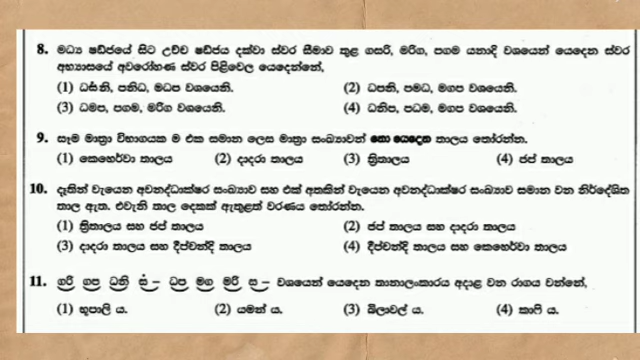 8. මධ්‍ය ෂඩ්ජයේ සිට උච්ච ෂඩ්ජය දක්වා ස්වර සීමාව තුළ ගසරි, මරිග, පගම යනාදී වශයෙන් යෙදෙන ස්වර
අභ්‍යාසයේ අවරෝහණ ස්වර පිළිවෙල යෙදෙන්නේ,
(1) ධසංනි, පනිධ, මධප වශයෙනි. (2) ධපනි, පමධ, මගප වශයෙනි.
(3) ධමප, පගම, මරිග වශයෙනි. (4) ධනිප, පධම, මගප වශයෙනි.
9. සෑම මාත්‍රා විභාගයක ම එක සමාන ලෙස මාත්‍රා සංඛ්‍යාවන් නො යෙදෙන තාලය තෝරන්න.
(1) කෙහෙර්වා තාලය (2) දාදරා තාලය (3) ත්‍රිතාලය (4) ජප් තාලය
10. දෑතින් වැයෙන අවනද්ධාක්ෂර සංඛ්‍යාව සහ එක් අතකින් වැයෙන අවනද්ධාක්ෂර සංඛ්‍යාව සමාන වන නිර්දේශිත
තාල ඇත. එවැනි තාල දෙකක් ඇතුළත් වරණය තෝරන්න.
(1) ත්‍රිතාලය සහ ජප් තාලය (2) ජප් තාලය සහ දාදරා තාලය
(3) දාදරා තාලය සහ දීප්චන්දි තාලය (4) දීප්චන්දි තාලය සහ කෙහෙර්වා තාලය
11. ගරි ගප ධනි සං – ධප මග මරි ස – වශයෙන් යෙදෙන තානාලංකාරය අදාළ වන රාගය වන්නේ,
(1) භූපාලි ය. (2) යමන් ය. (3) බිලාවල් ය. (4) කාෆි ය.